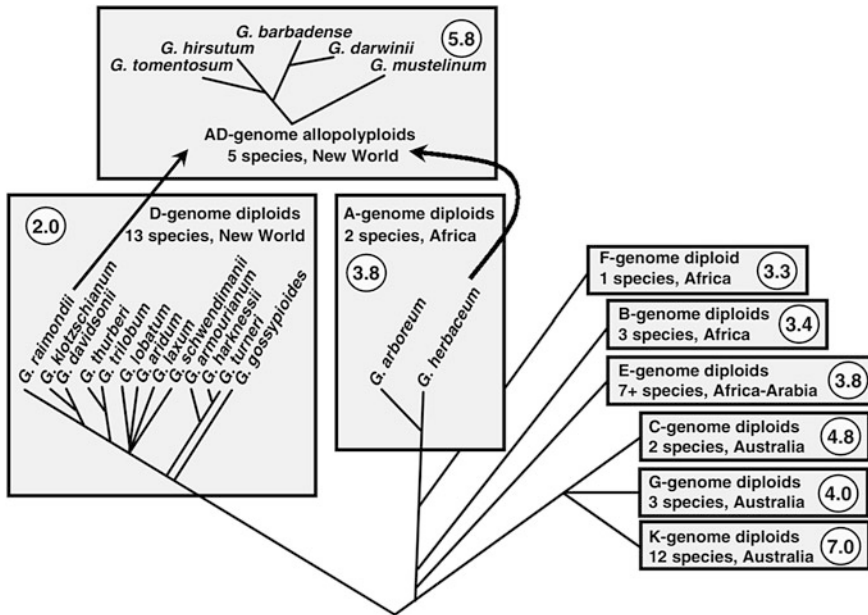 5.8
G. barbadense
G. hirsutum
G. darwinii
G. tomentosum
G. mustelinum
AD-genome allopolyploids
5 species, New World
2.0
D-genome diploids
13 species, New World
G. raimondii
G. klotzschianum
G. davidsonii
G. thurberi
G. trilobum
G. lobatum
G. aridum
G. laxum
G. schwendimanii
G. armourianum
G. harknessii
G. turneri
G. gossypioides
A-genome diploids
2 species, Africa
3.8
G. arboreum
G. herbaceum
F-genome diploid
1 species, Africa
3.3
B-genome diploids
3 species, Africa
3.4
E-genome diploids
7+ species, Africa-Arabia
3.8
C-genome diploids
2 species, Australia
4.8
G-genome diploids
3 species, Australia
4.0
K-genome diploids
12 species, Australia
7.0